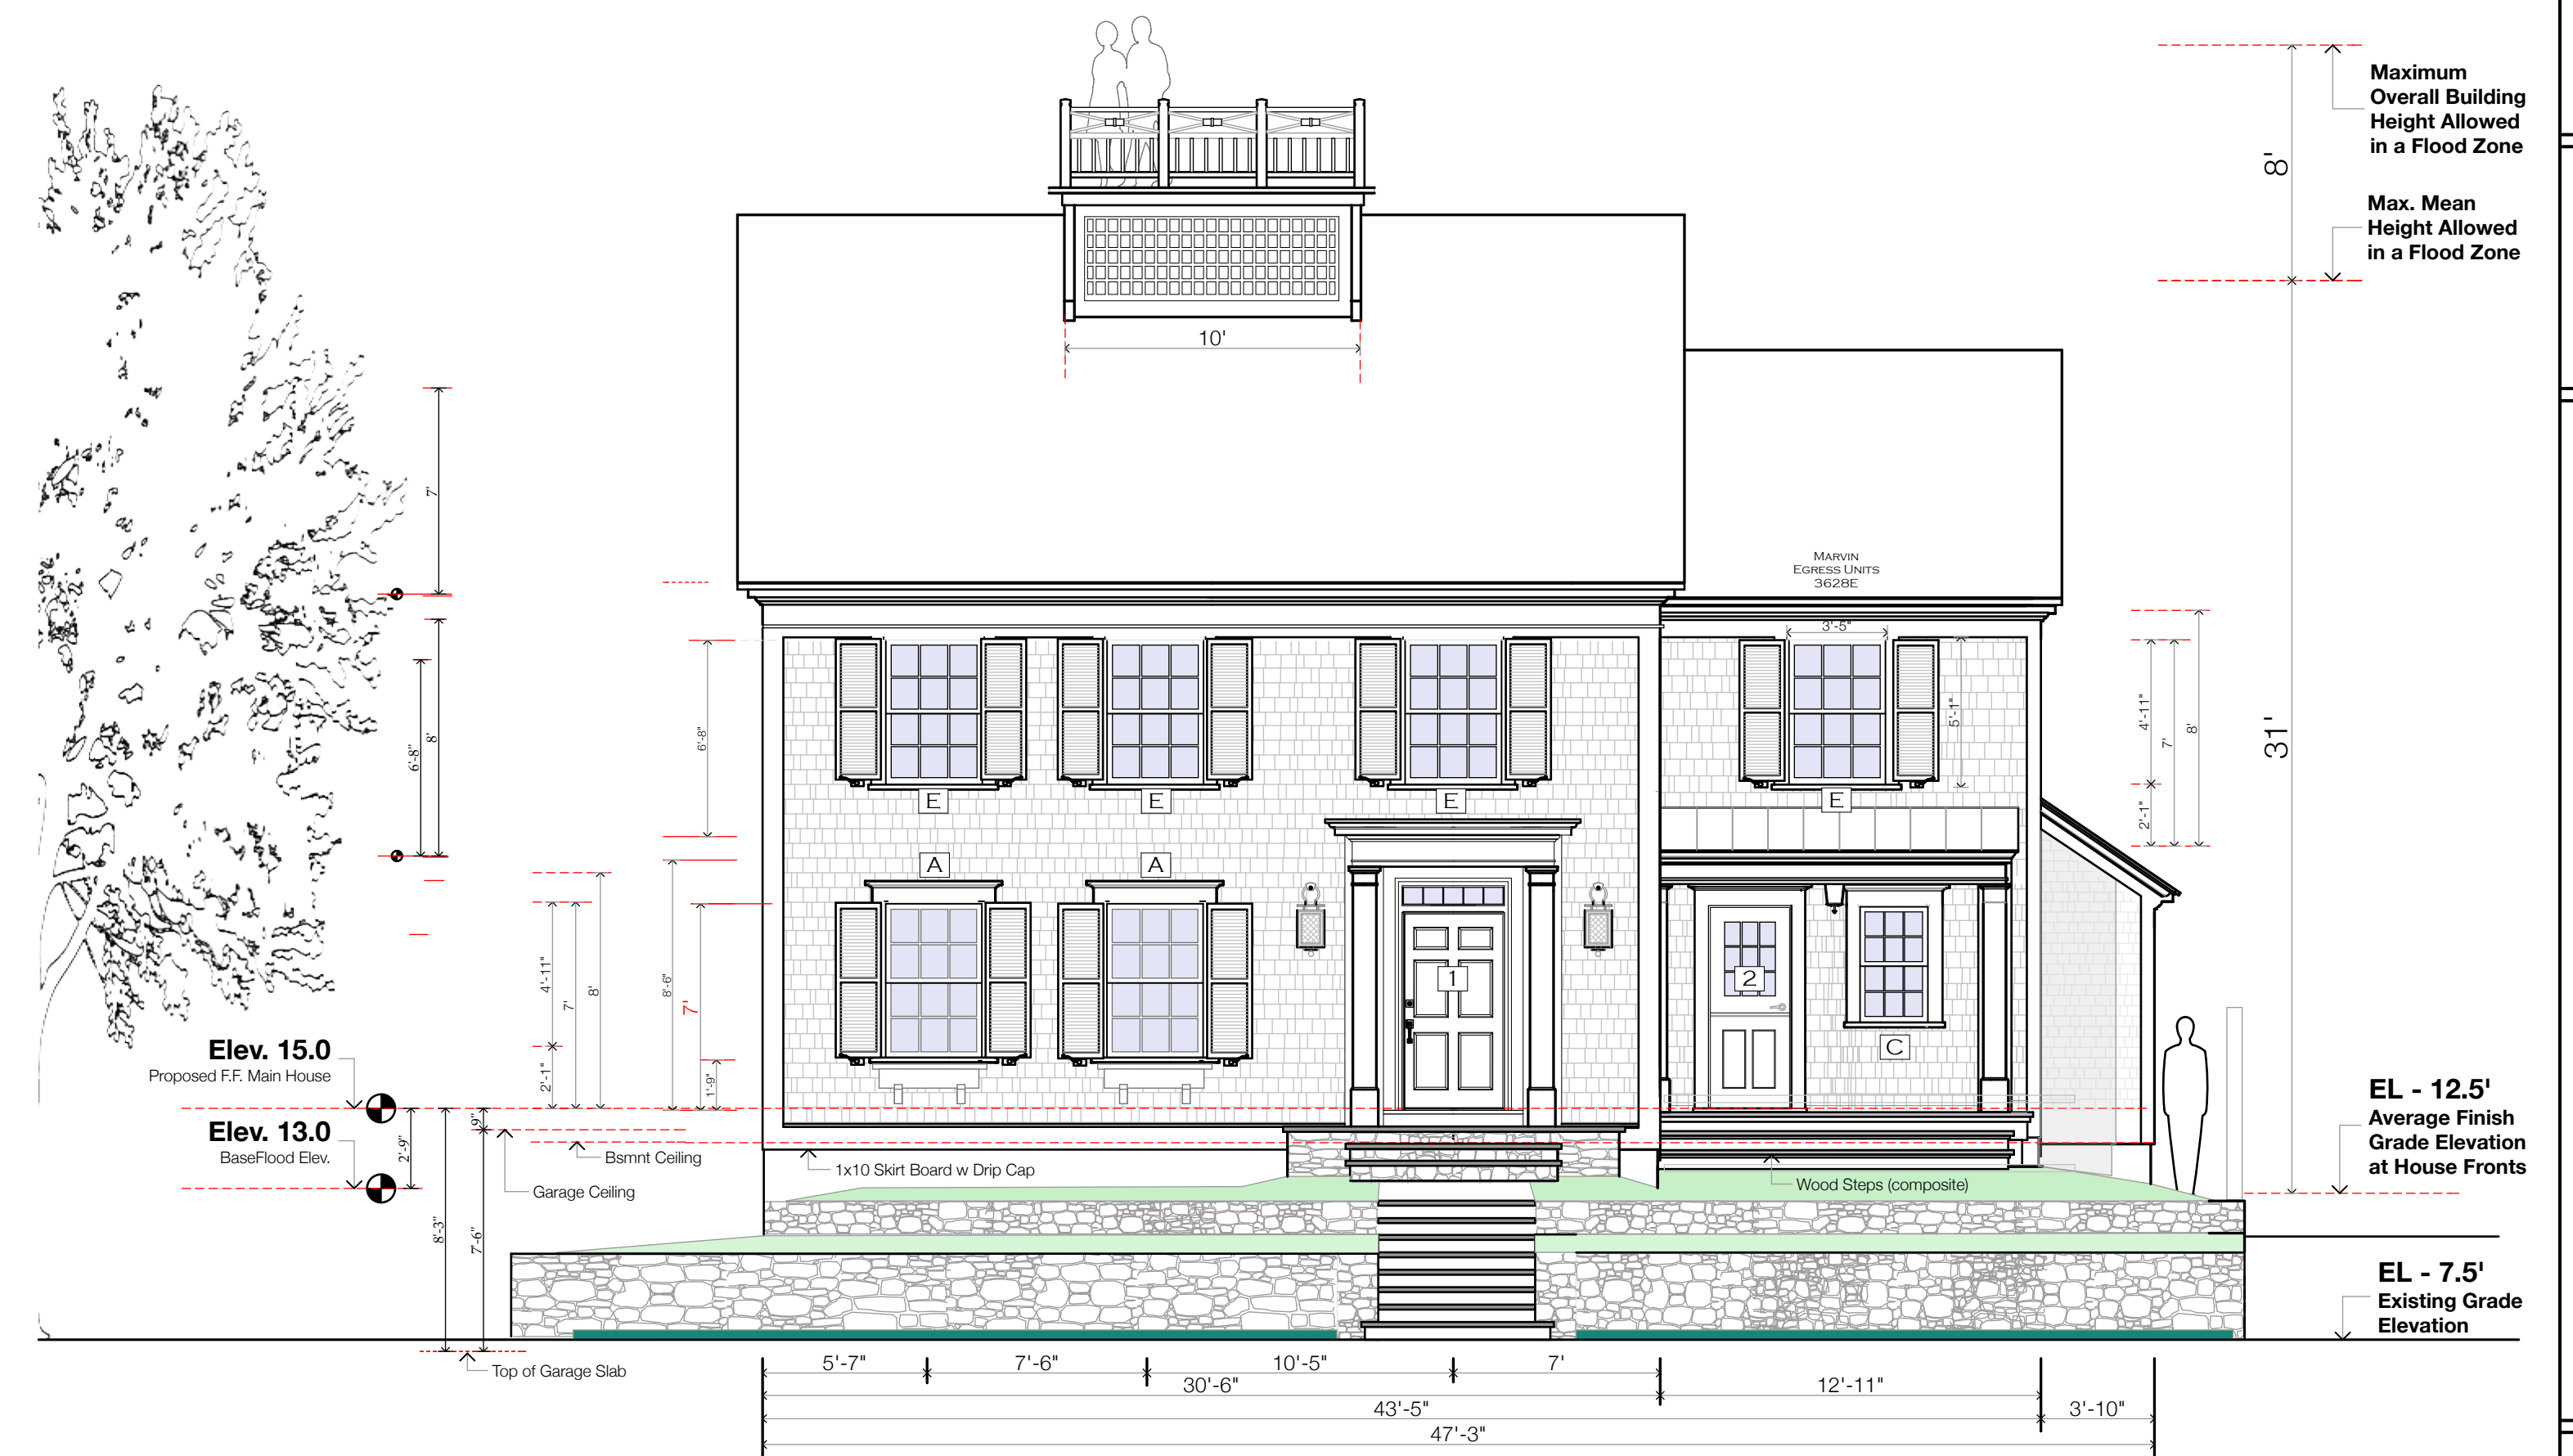 Maximum
Overall Building
Height Allowed
in a Flood Zone
8'
Max. Mean
Height Allowed
in a Flood Zone
10'
7'
Marvin
Egress Units
3628E
3'-5"
5'-1"
6'-8"
8'
6'-8"
4'-11"
7'
8'
2'-1"
31'
E
E
E
E
A
A
1
2
C
4'-11"
7'
8'
2'-1"
8'-6"
7'
1'-9"
Elev. 15.0
Proposed F.F. Main House
Elev. 13.0
BaseFlood Elev.
2'-9"
9"
8'-3"
7'-6"
Bsmnt Ceiling
Garage Ceiling
1x10 Skirt Board w Drip Cap
Wood Steps (composite)
EL - 12.5'
Average Finish
Grade Elevation
at House Fronts
EL - 7.5'
Existing Grade
Elevation
Top of Garage Slab
5'-7"
7'-6"
10'-5"
7'
30'-6"
12'-11"
43'-5"
3'-10"
47'-3"